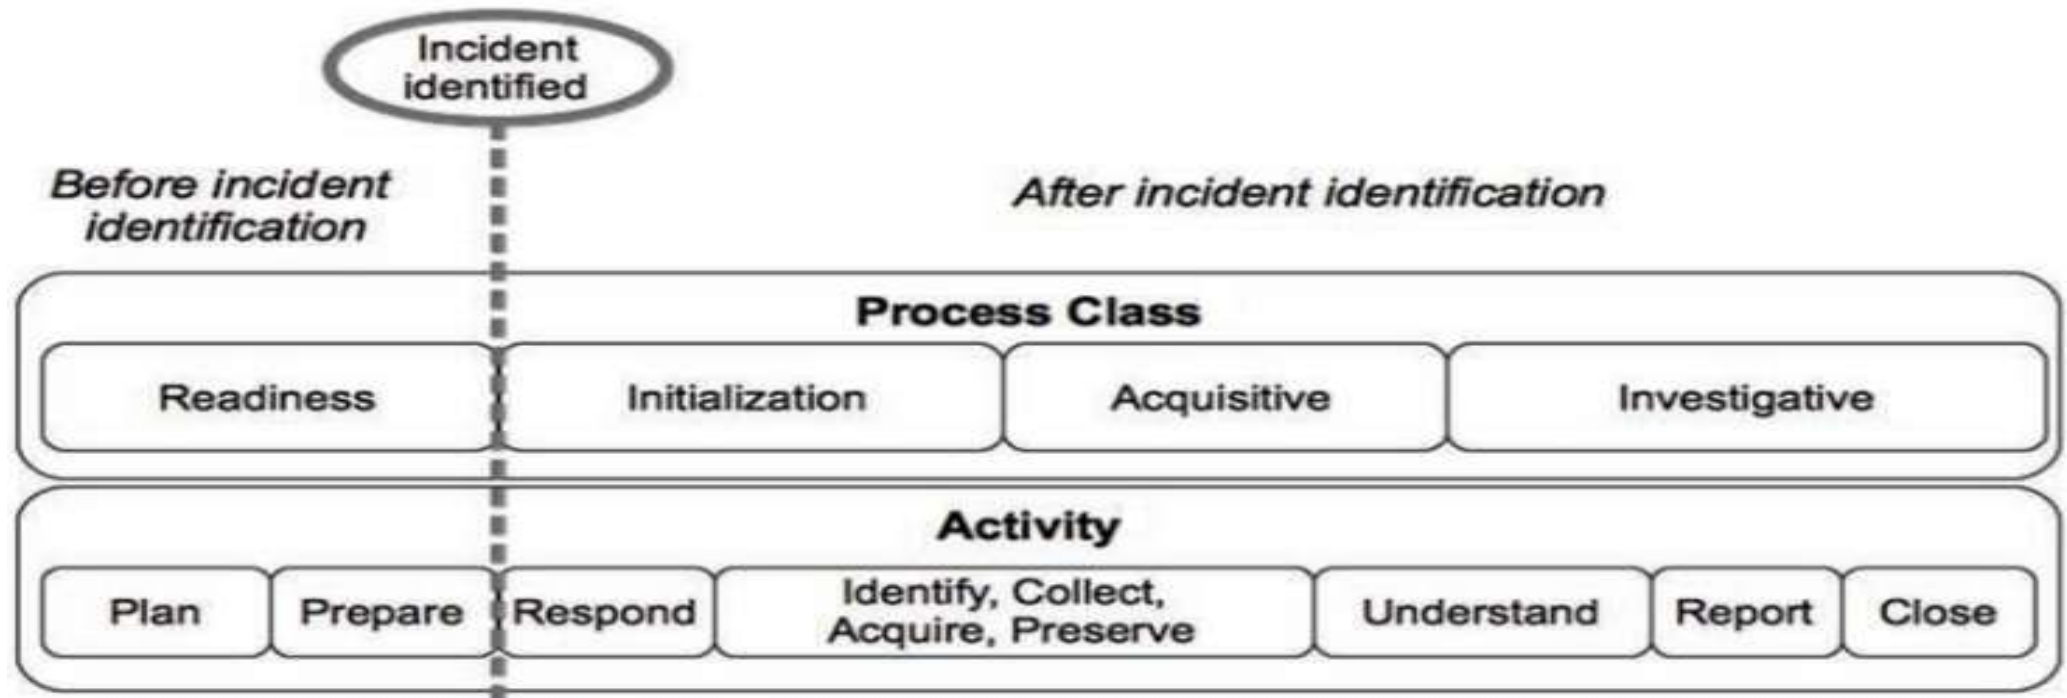 Incident
identified
Before incident
identification
After incident identification
Process Class
Readiness
Initialization
Acquisitive
Investigative
Activity
Plan
Prepare
Respond
Identify, Collect,
Acquire, Preserve
Understand
Report
Close